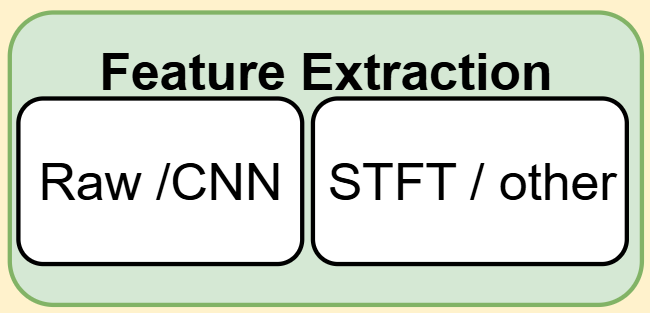 Feature Extraction
Raw /CNN
STFT / other